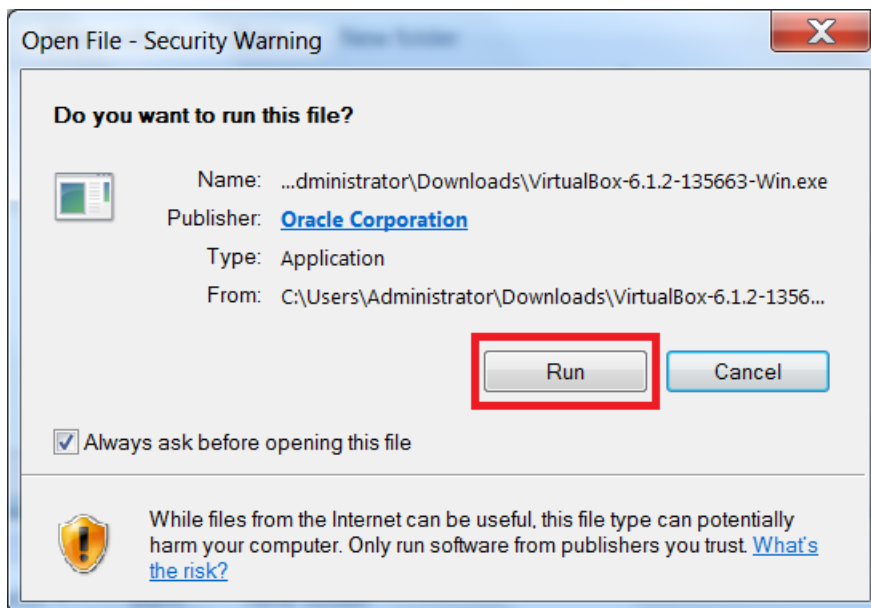 Open File - Security Warning
Do you want to run this file?
Name: ...dministrator\Downloads\VirtualBox-6.1.2-135663-Win.exe
Publisher: Oracle Corporation
Type: Application
From: C:\Users\Administrator\Downloads\VirtualBox-6.1.2-1356...
Run Cancel
Always ask before opening this file
While files from the Internet can be useful, this file type can potentially
harm your computer. Only run software from publishers you trust. What's
the risk?